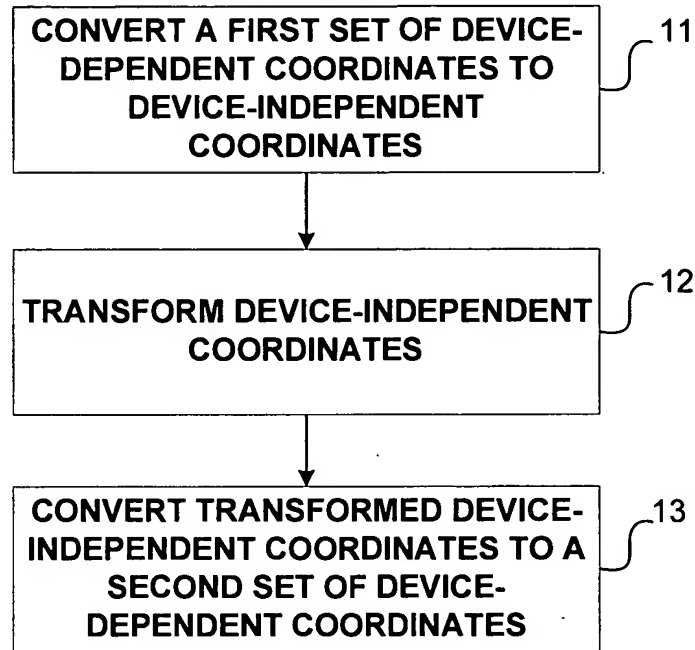 CONVERT A FIRST SET OF DEVICE-
DEPENDENT COORDINATES TO
DEVICE-INDEPENDENT
COORDINATES
11
TRANSFORM DEVICE-INDEPENDENT
COORDINATES
12
CONVERT TRANSFORMED DEVICE-
INDEPENDENT COORDINATES TO A
SECOND SET OF DEVICE-
DEPENDENT COORDINATES
13